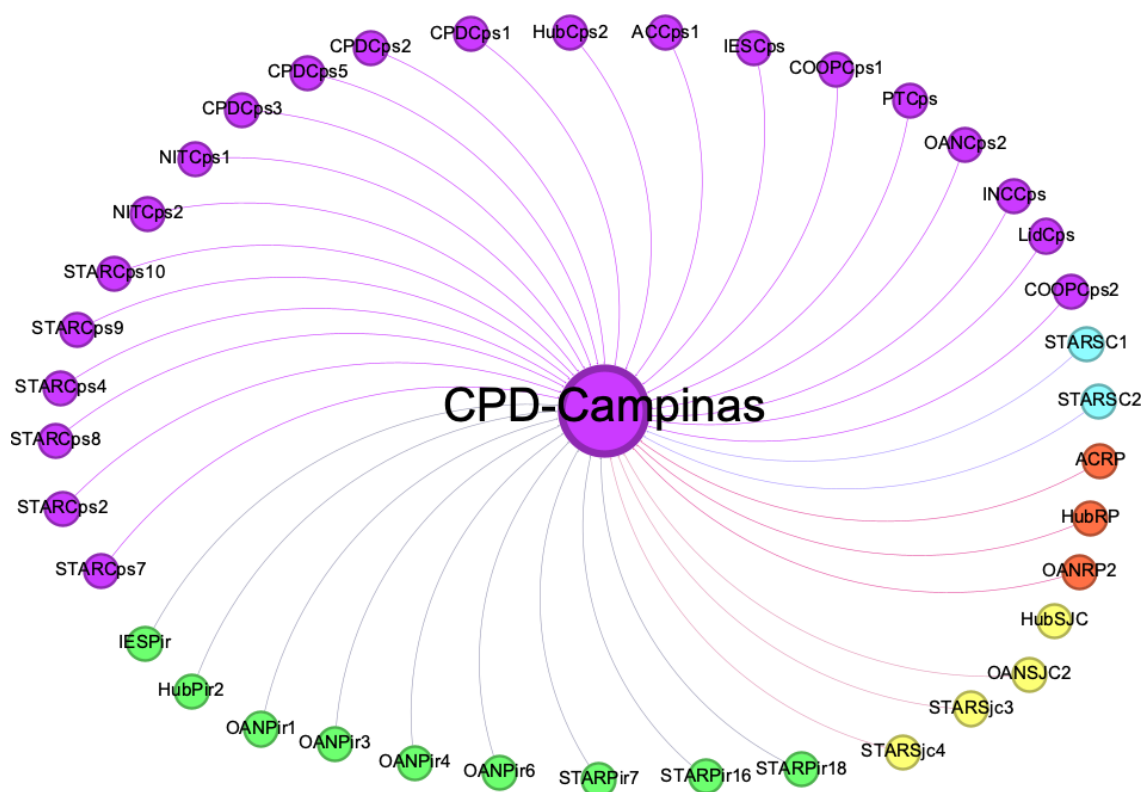 CPDCps1
HubCps2
ACCps1
IESCps
CPDCps2
CPDCps5
COOPCps1
CPDCps3
PTCps
OANCps2
NITCps1
INCCps
NITCps2
LidCps
STARCps10
COOPCps2
STARCps9
STARSC1
STARCps4
STARSC2
CPD-Campinas
STARCps8
ACRP
STARCps2
HubRP
STARCps7
OANRP2
HubSJC
IESPir
OANSJC2
HubPir2
STARSjc3
OANPir1
OANPir3
STARSjc4
OANPir4
OANPir6
STARPir7
STARPir16
STARPir18